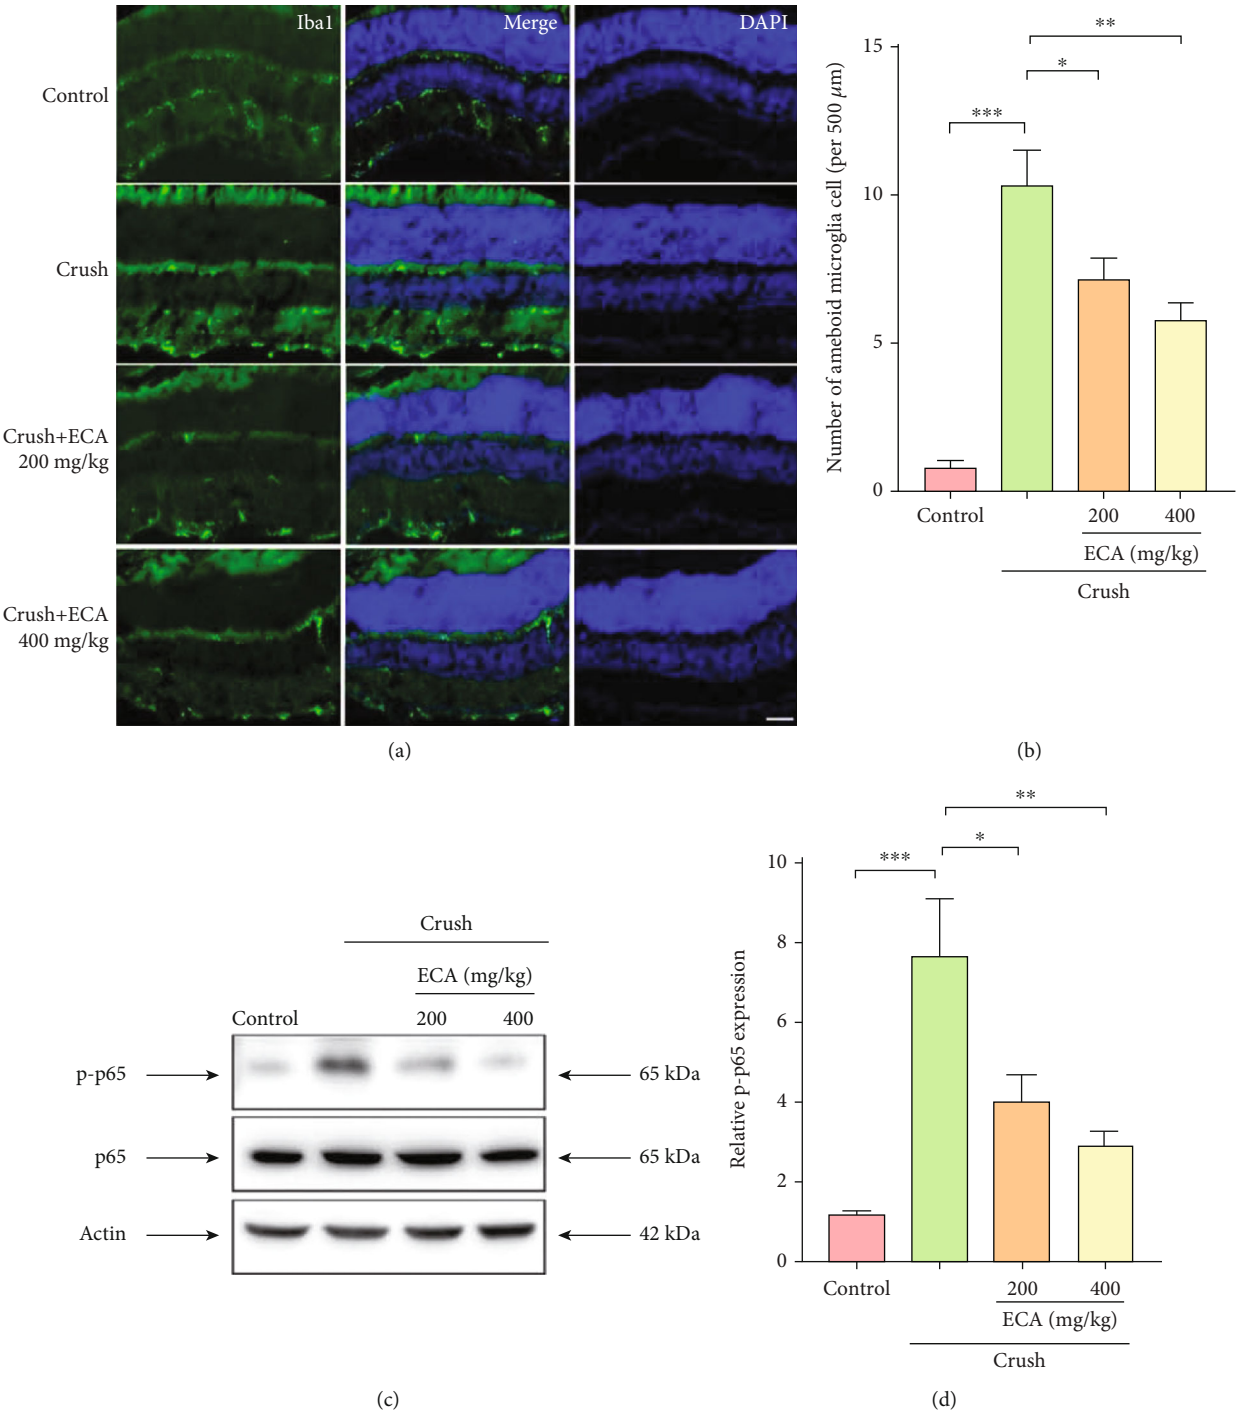 Iba1
Merge
DAPI
Control
Crush
Crush+ECA
200 mg/kg
Crush+ECA
400 mg/kg
(a)
Number of ameboid microglia cell (per 500 μm)
15
10
5
0
***
*
**
Control
200
400
ECA (mg/kg)
Crush
(b)
Crush
ECA (mg/kg)
Control
200
400
p-p65
65 kDa
p65
65 kDa
Actin
42 kDa
(c)
Relative p-p65 expression
10
8
6
4
2
0
***
*
**
Control
200
400
ECA (mg/kg)
Crush
(d)